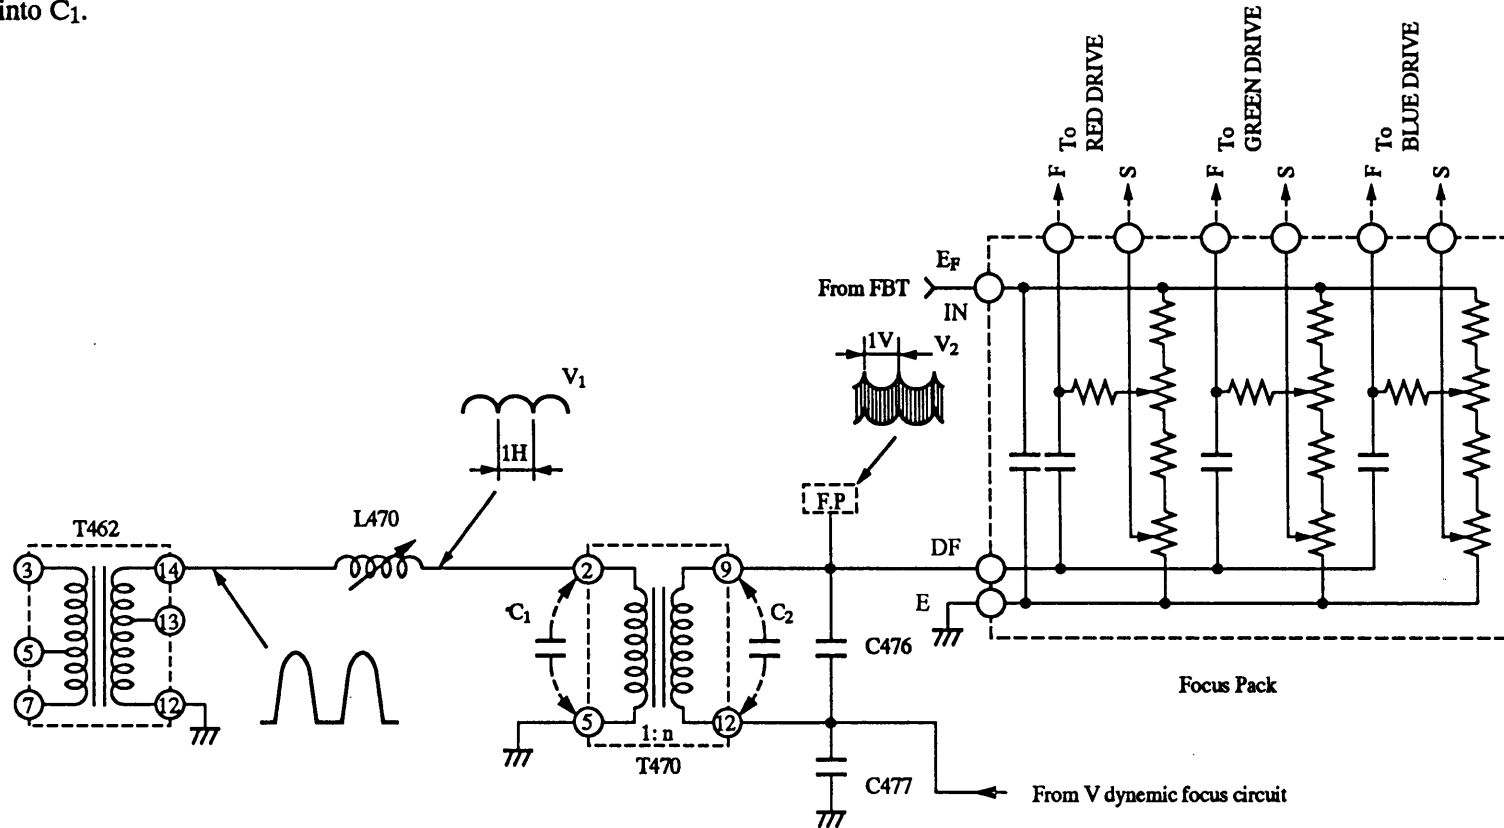 into C1.
F To RED DRIVE
S
F To GREEN DRIVE
S
F To BLUE DRIVE
S
EF
From FBT
IN
1V
V2
V1
1H
F.P
T462
L470
3
14
2
9
DF
E
13
C1
C2
5
C476
7
12
5
12
1:n
T470
C477
Focus Pack
From V dynemic focus circuit